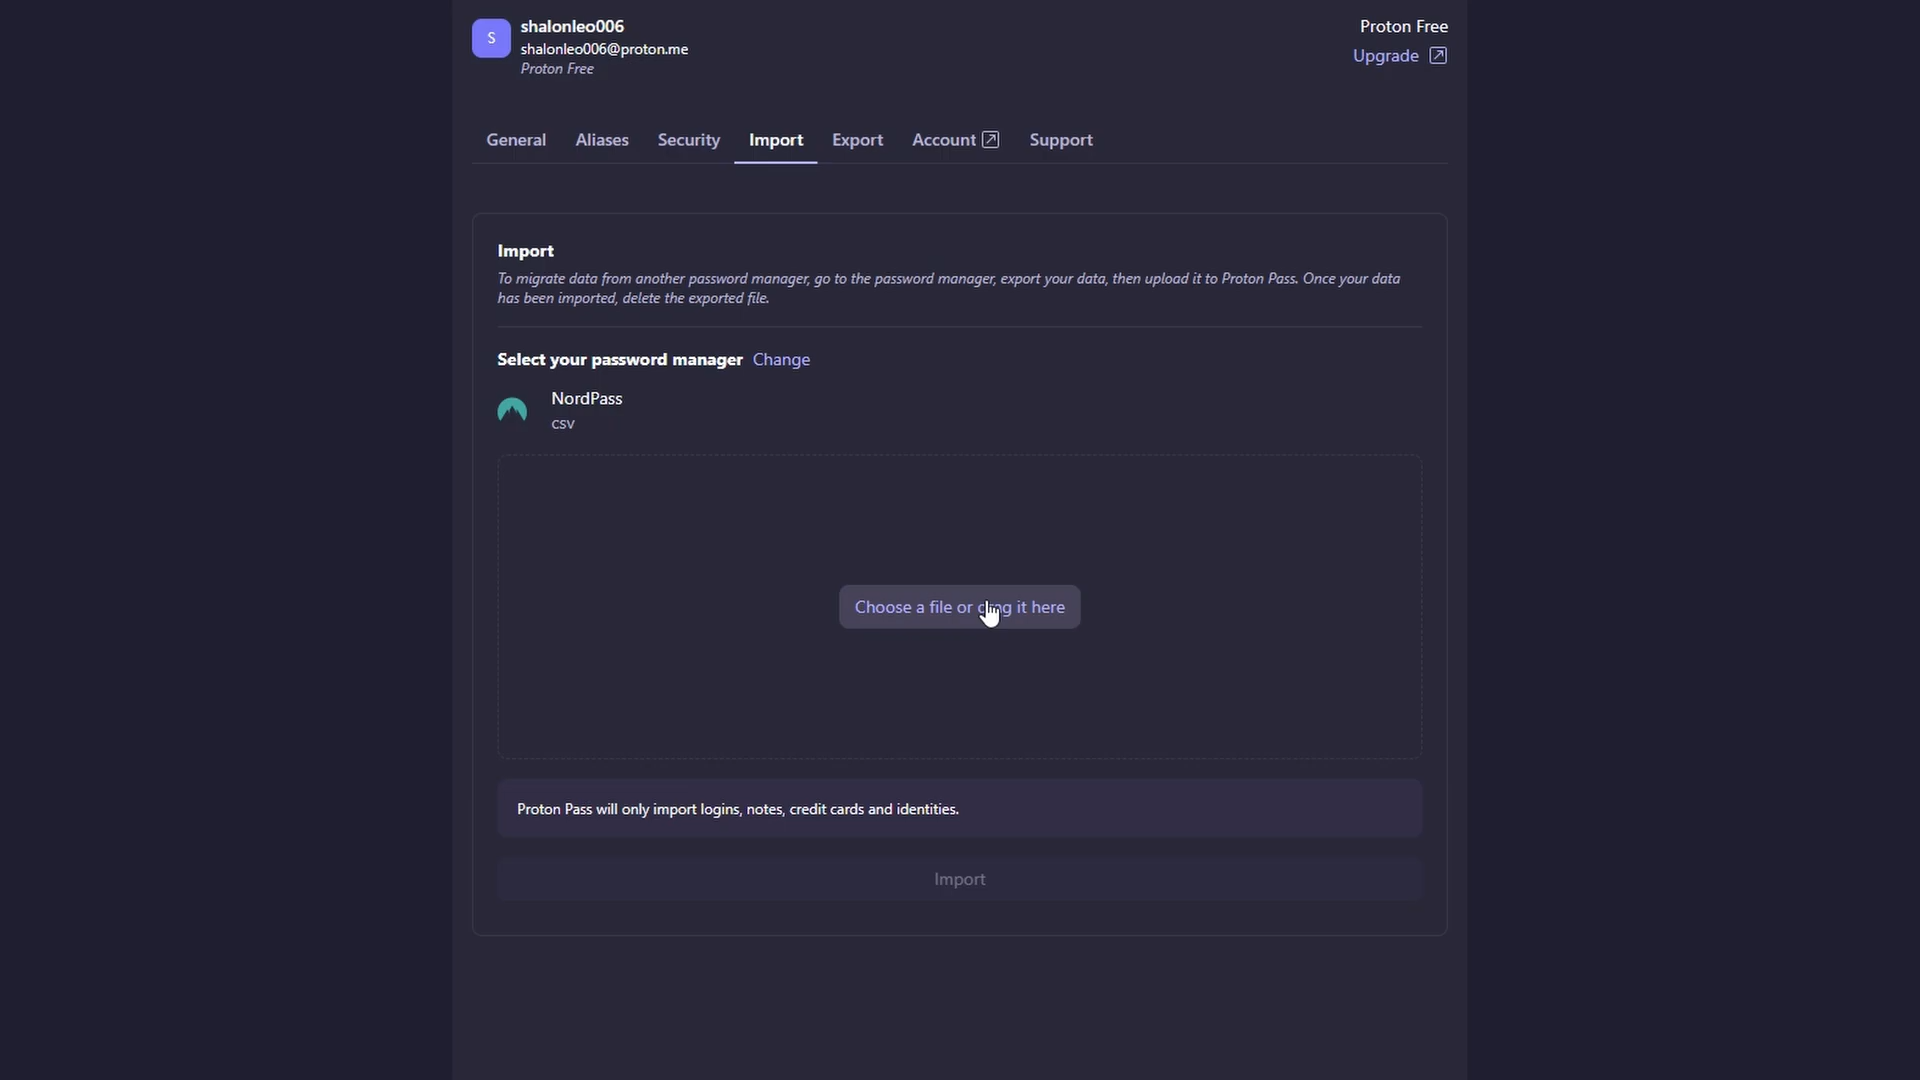 S
shalonleo006
shalonleo006@proton.me
Proton Free
Proton Free
Upgrade
General Aliases Security Import Export Account Support
Import
To migrate data from another password manager, go to the password manager, export your data, then upload it to Proton Pass. Once your data
has been imported, delete the exported file.
Select your password manager Change
NordPass
csv
Choose a file or drag it here
Proton Pass will only import logins, notes, credit cards and identities.
Import